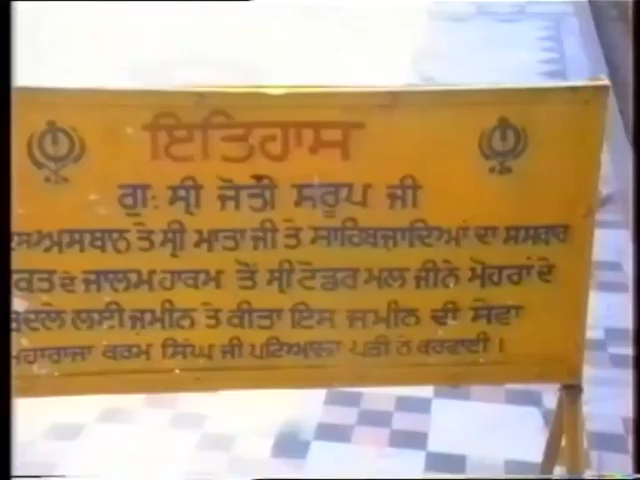 ਇਤਿਹਾਸ
ਗੁ: ਸ੍ਰੀ ਜੋਤੀ ਸਰੂਪ ਜੀ
ਅਸਥਾਨ ਤੇ ਸ੍ਰੀ ਮਾਤਾ ਜੀ ਤੇ ਸਾਹਿਬਜ਼ਾਦਿਆਂ ਦਾ ਸਸਕਾਰ
ਵਕਤ ਦੇ ਜਾਲਮ ਹਾਕਮ ਤੋਂ ਸ੍ਰੀ ਟੋਡਰ ਮਲ ਜੀ ਨੇ ਮੋਹਰਾਂ ਦੇ
ਬਦਲੇ ਲਈ ਜ਼ਮੀਨ ਤੇ ਕੀਤਾ ਇਸ ਜਮੀਨ ਦੀ ਸੇਵਾ
ਮਹਾਰਾਜਾ ਕਰਮ ਸਿੰਘ ਜੀ ਪਟਿਆਲਾ ਪਤੀ ਨੇ ਕਰਵਾਈ ।